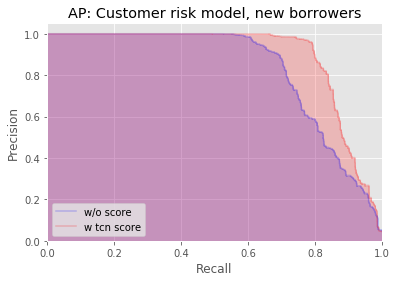 AP: Customer risk model, new borrowers
1.0
0.8
0.6
0.4
0.2
0.0
Precision
w/o score
w tcn score
0.0 0.2 0.4 0.6 0.8 1.0
Recall